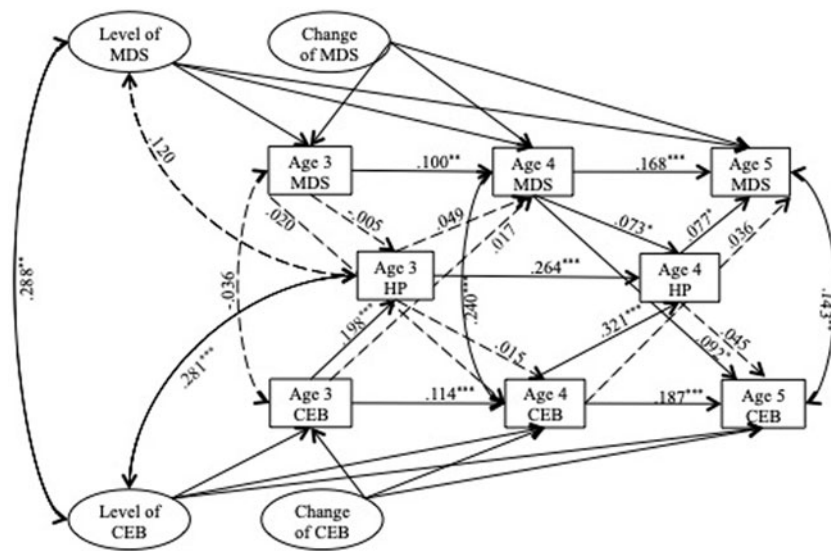 Level of
MDS
Change
of MDS
.120
Age 3
MDS
.100**
Age 4
MDS
.168***
Age 5
MDS
.288**
-.036
.020
-.005
.049
.017
.073*
.077*
.036
Age 3
HP
.264***
Age 4
HP
.281***
.198***
.240***
.015
.321***
.092*
.045
Age 3
CEB
.114***
Age 4
CEB
.187***
Age 5
CEB
Level of
CEB
Change
of CEB